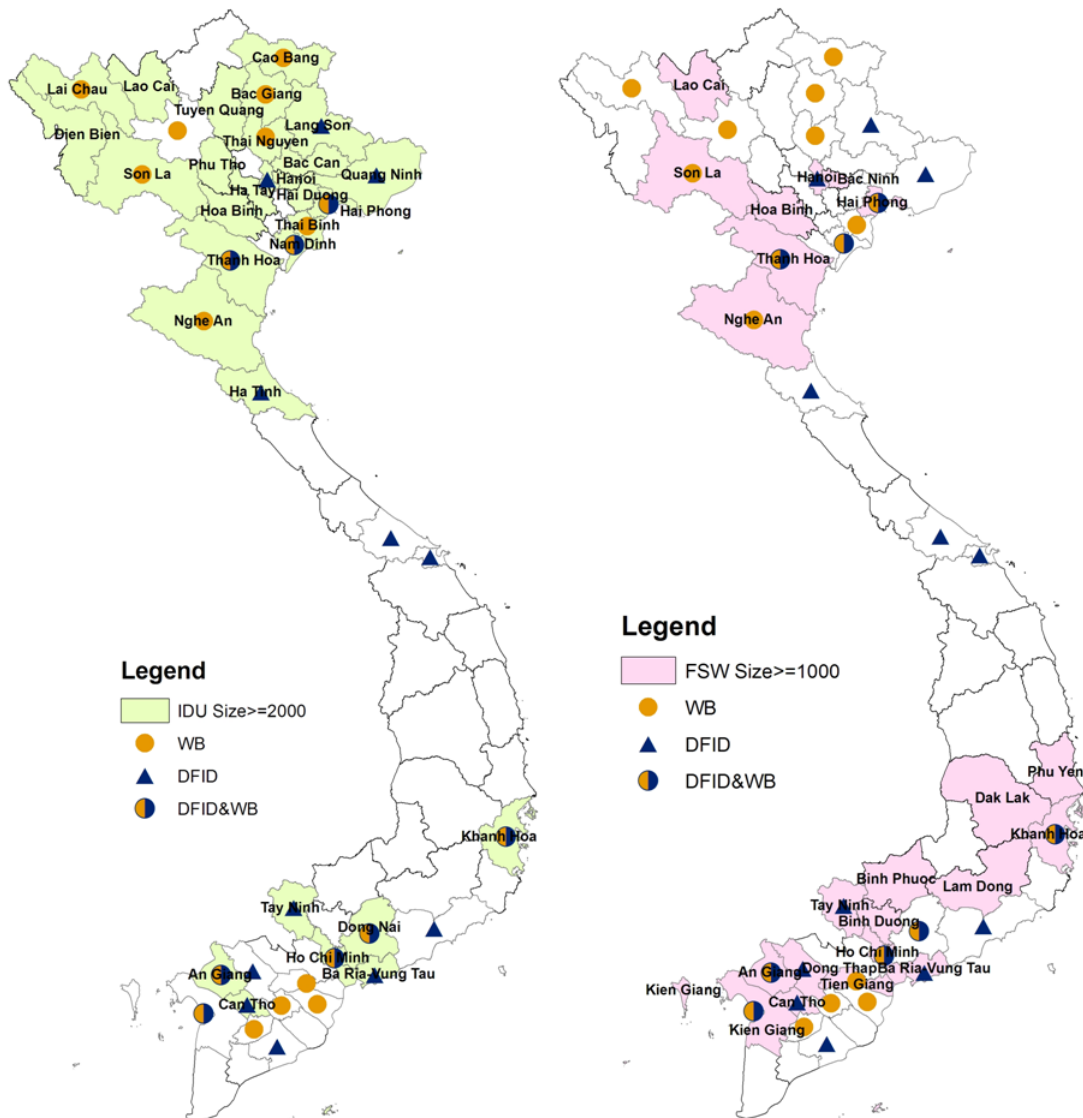 Cao Bang
Lai Chau
Lao Cai
Bac Giang
Tuyen Quang
Lang Son
Dien Bien
Thai Nguyen
Phu Tho
Bac Can
Son La
Hanoi
Quang Ninh
Ha Tay
Hai Duong
Hoa Binh
Hai Phong
Thai Binh
Nam Dinh
Thanh Hoa
Nghe An
Ha Tinh
Legend
IDU Size>=2000
WB
DFID
DFID&WB
Khanh Hoa
Tay Ninh
Dong Nai
Ho Chi Minh
An Giang
Ba Ria-Vung Tau
Can Tho
Lao Cai
Son La
Hanoi
Bac Ninh
Hai Phong
Hoa Binh
Thanh Hoa
Nghe An
Legend
FSW Size>=1000
WB
DFID
DFID&WB
Phu Yen
Dak Lak
Khanh Hoa
Binh Phuoc
Lam Dong
Tay Ninh
Binh Duong
Ho Chi Minh
An Giang
Dong Thap
Ba Ria-Vung Tau
Kien Giang
Tien Giang
Can Tho
Kien Giang